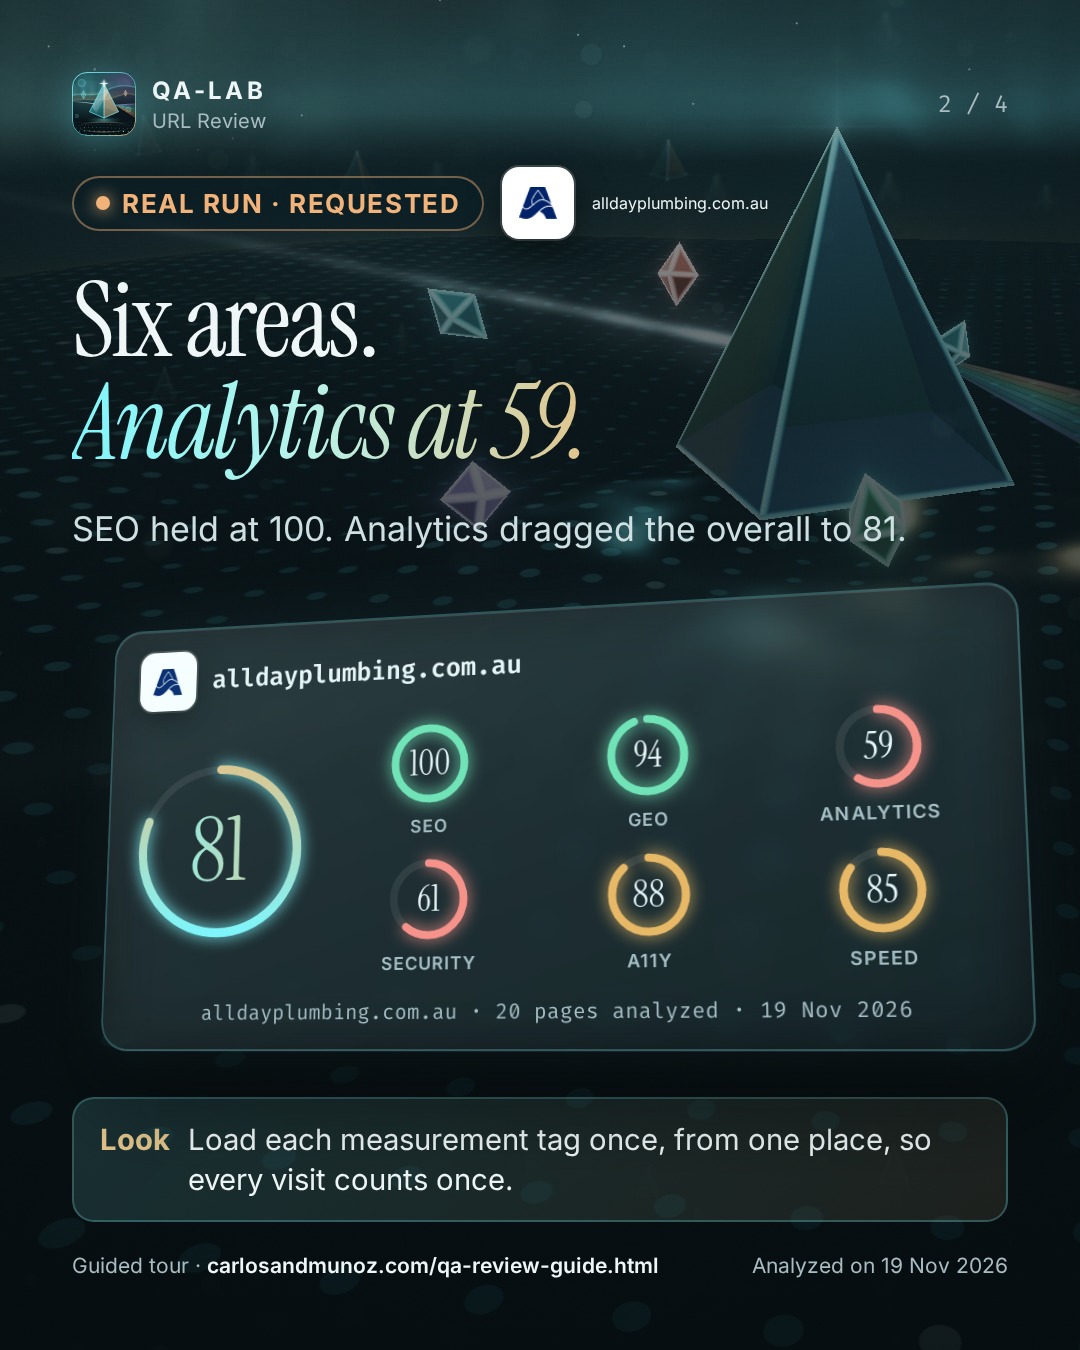 QA-LAB
URL Review
2 / 4
REAL RUN · REQUESTED
alldayplumbing.com.au
Six areas.
Analytics at 59.
SEO held at 100. Analytics dragged the overall to 81.
alldayplumbing.com.au
81
100
SEO
94
GEO
59
ANALYTICS
61
SECURITY
88
A11Y
85
SPEED
alldayplumbing.com.au · 20 pages analyzed · 19 Nov 2026
Look Load each measurement tag once, from one place, so
every visit counts once.
Guided tour · carlosandmunoz.com/qa-review-guide.html
Analyzed on 19 Nov 2026